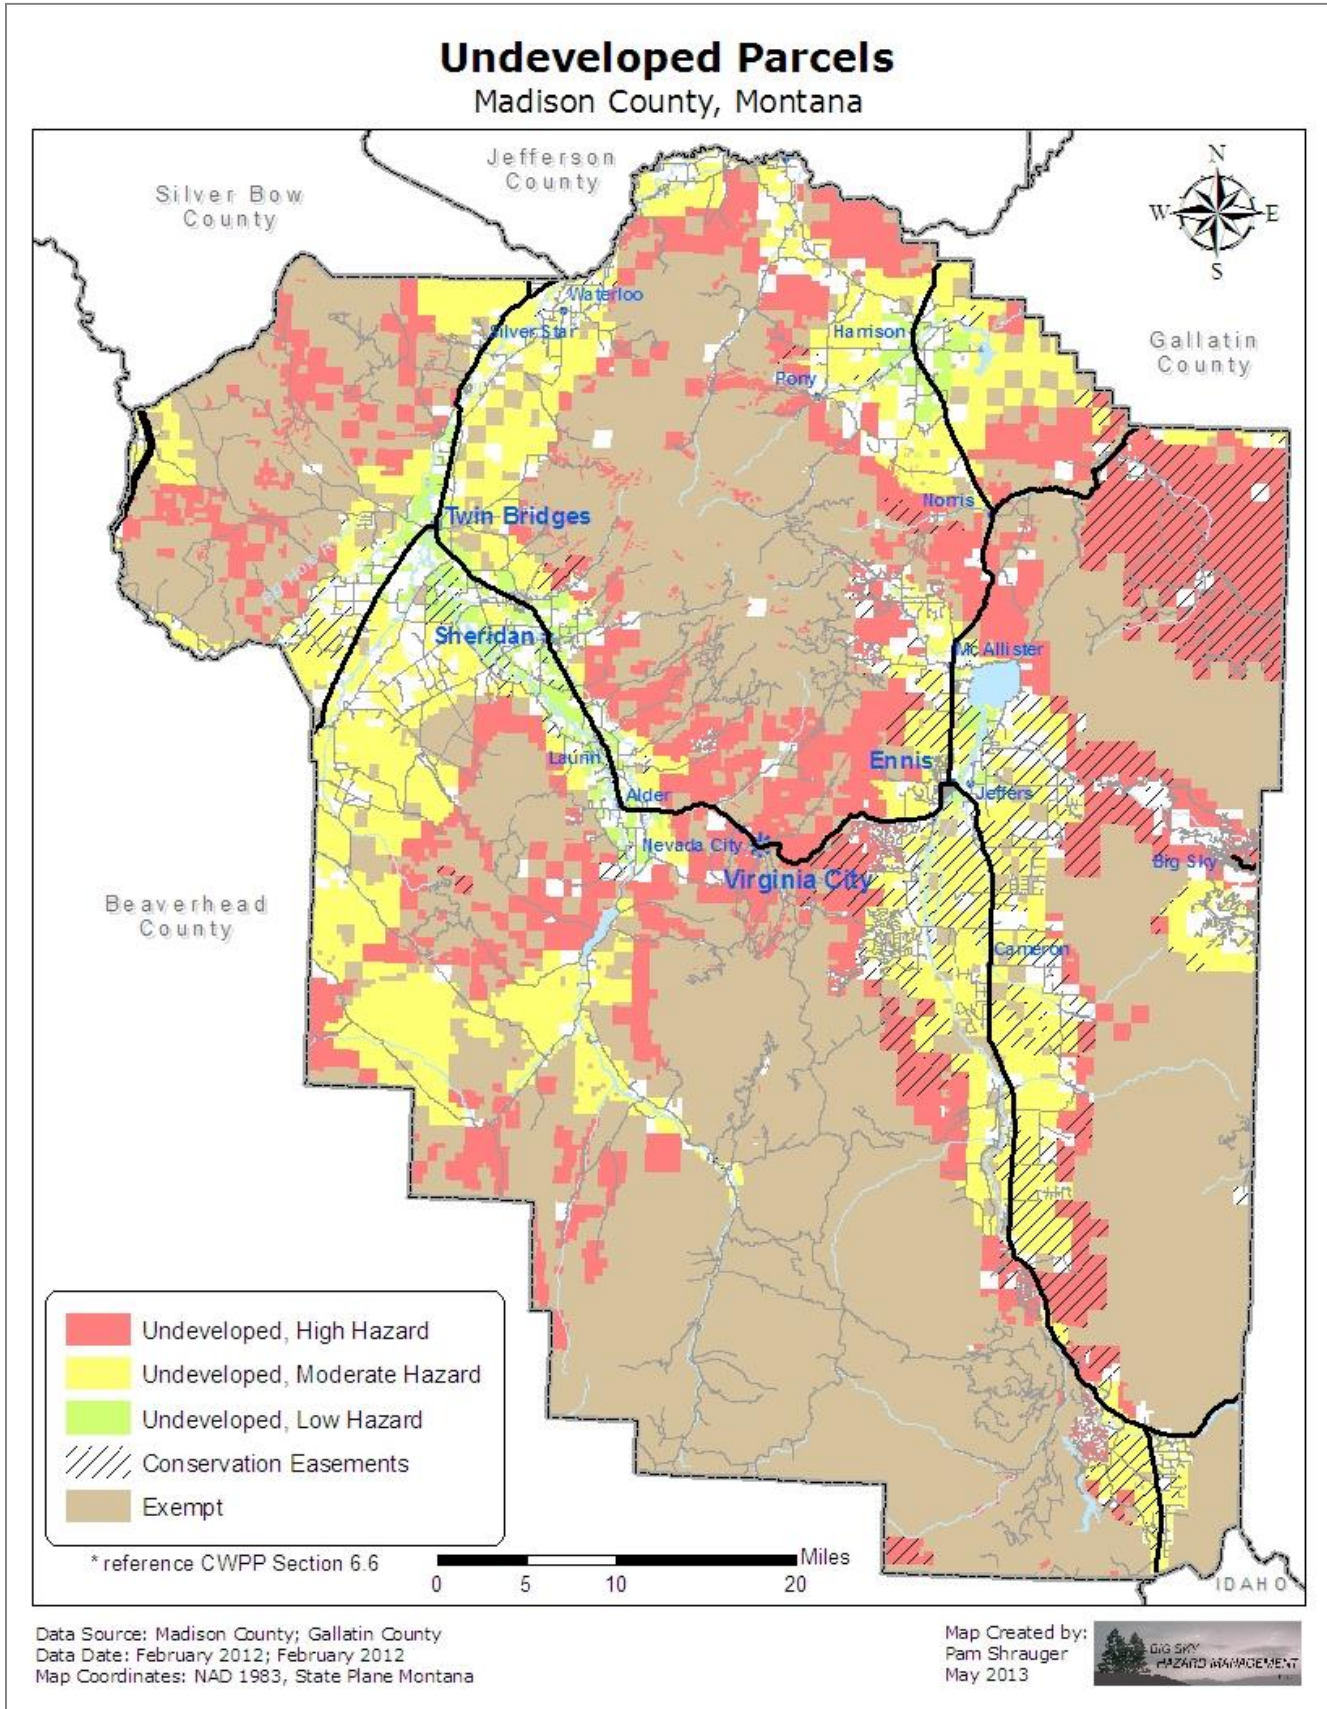 Undeveloped Parcels
Madison County, Montana
Jefferson
County
Silver Bow
County
N
W
E
S
Waterloo
Silver Star
Harrison
Gallatin
County
Pony
Norris
Twin Bridges
Sheridan
McAllister
Ennis
Laurin
Jeffers
Alder
Nevada City
Big Sky
Virginia City
Beaverhead
County
Cameron
Undeveloped, High Hazard
Undeveloped, Moderate Hazard
Undeveloped, Low Hazard
Conservation Easements
Exempt
* reference CWPP Section 6.6
Miles
0 5 10 20
IDAHO
Data Source: Madison County; Gallatin County
Data Date: February 2012; February 2012
Map Coordinates: NAD 1983, State Plane Montana
Map Created by:
Pam Shrauger
May 2013
BIG SKY
HAZARD MANAGEMENT